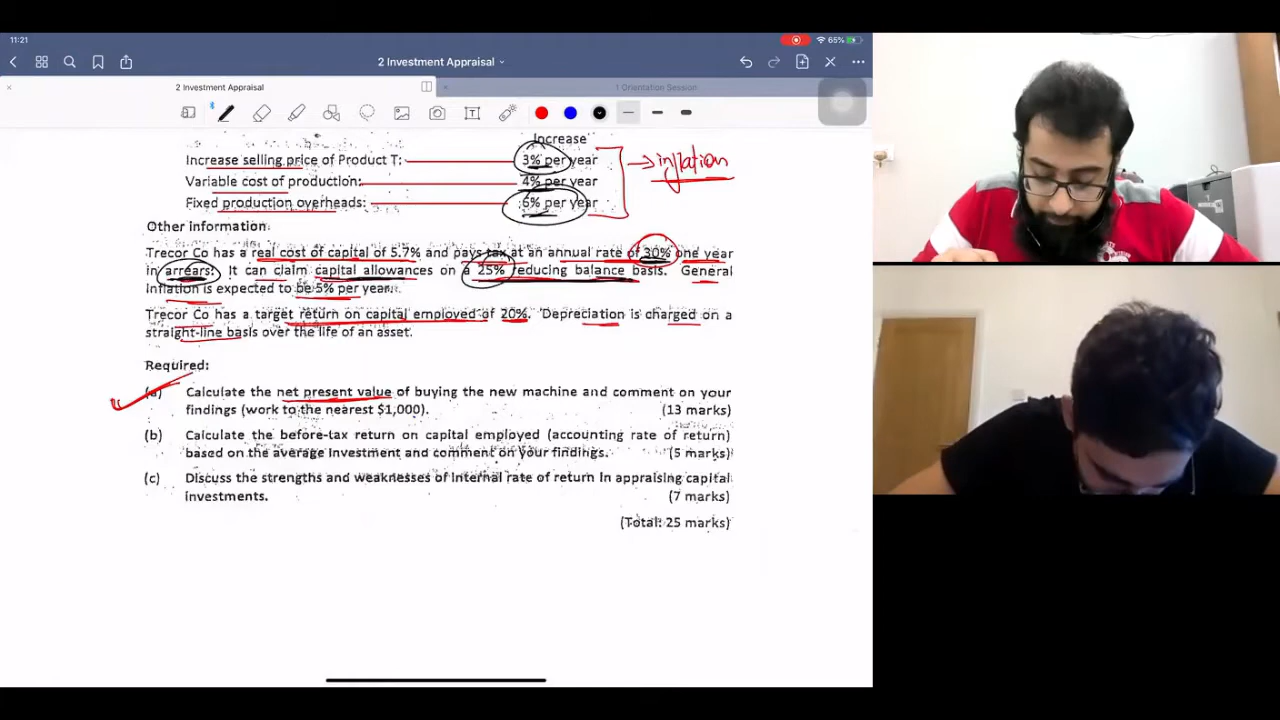 11:21
65%
2 Investment Appraisal
2 Investment Appraisal
1 Orientation Session
Increase
Increase selling price of Product T: 3% per year
→ inflation
Variable cost of production: 4% per year
Fixed production overheads: 6% per year
Other information
Trecor Co has a real cost of capital of 5.7% and pays tax at an annual rate of 30% one year
in arrears. It can claim capital allowances on a 25% reducing balance basis. General
inflation is expected to be 5% per year.
Trecor Co has a target return on capital employed of 20%. Depreciation is charged on a
straight-line basis over the life of an asset.
Required:
(a) Calculate the net present value of buying the new machine and comment on your
findings (work to the nearest $1,000). (13 marks)
(b) Calculate the before-tax return on capital employed (accounting rate of return)
based on the average investment and comment on your findings. (5 marks)
(c) Discuss the strengths and weaknesses of internal rate of return in appraising capital
investments. (7 marks)
(Total: 25 marks)